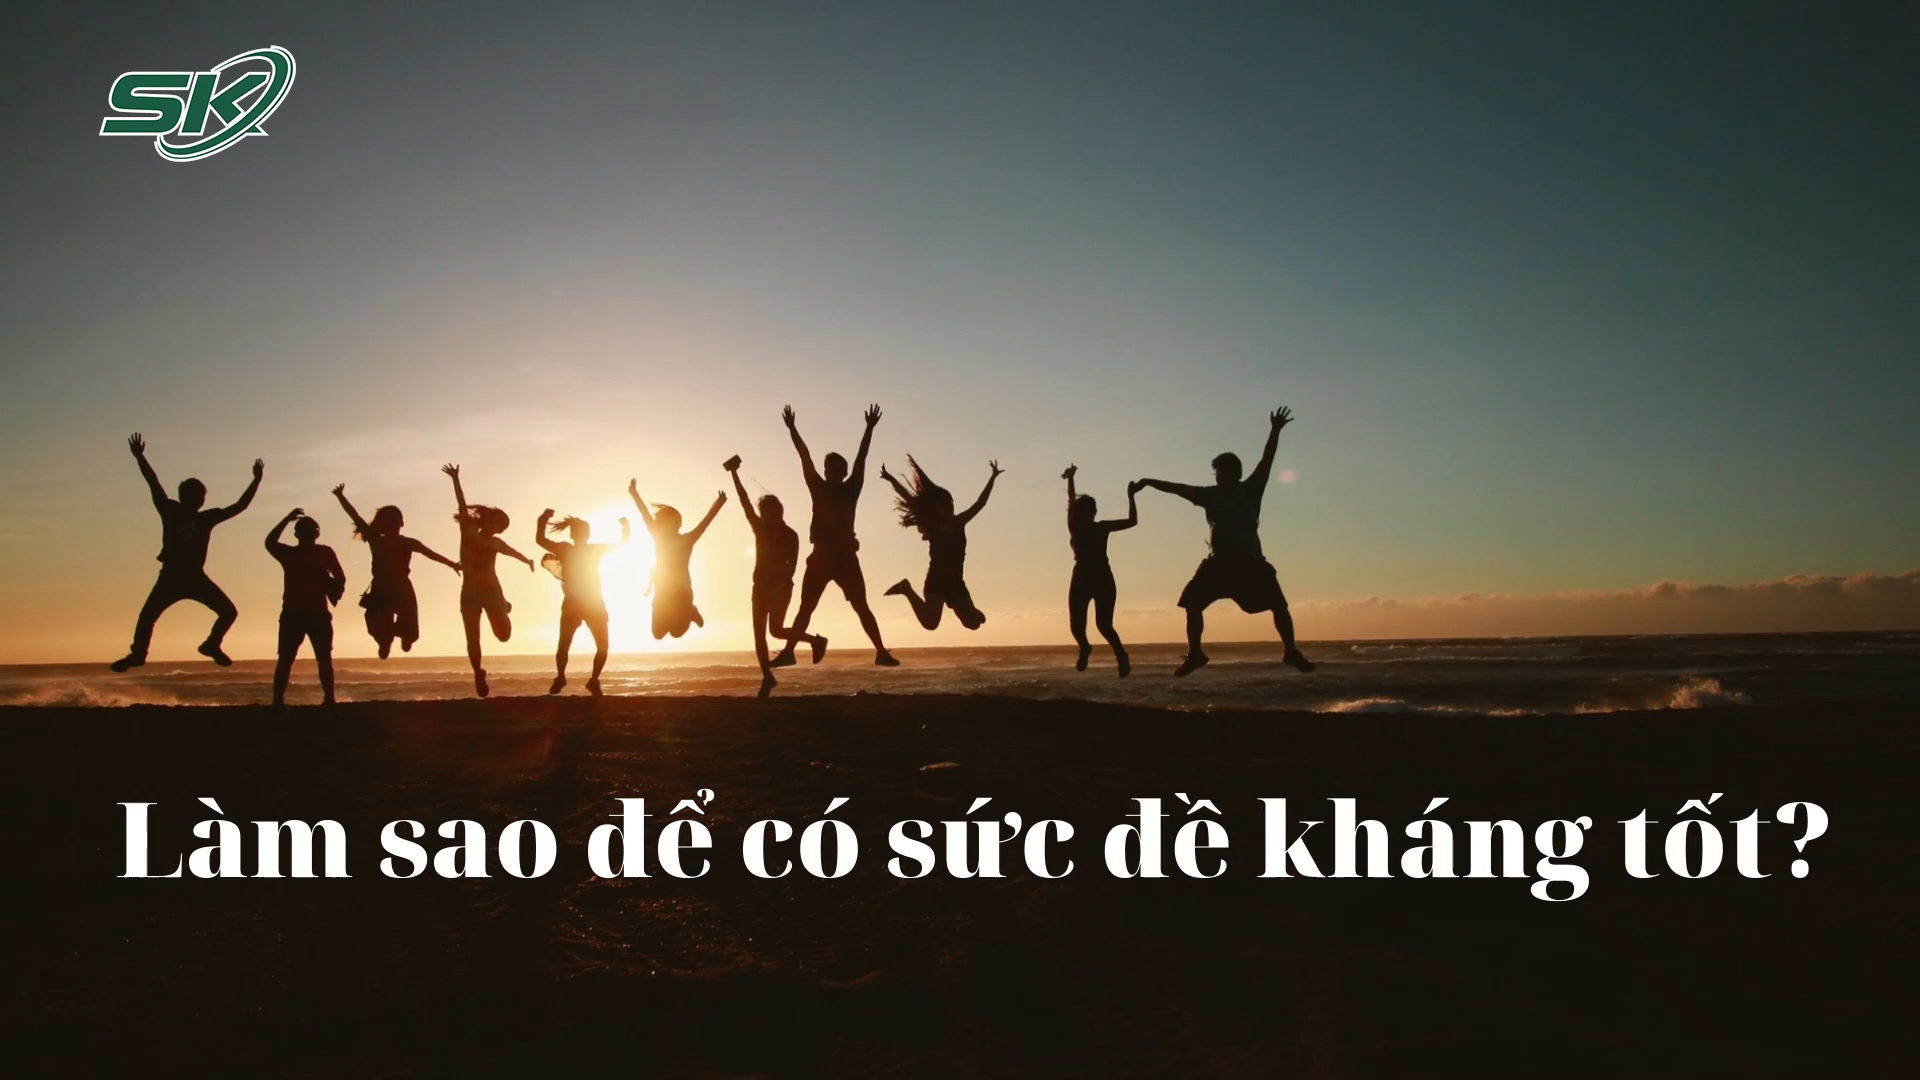 SK
Làm sao để có sức đề kháng tốt?